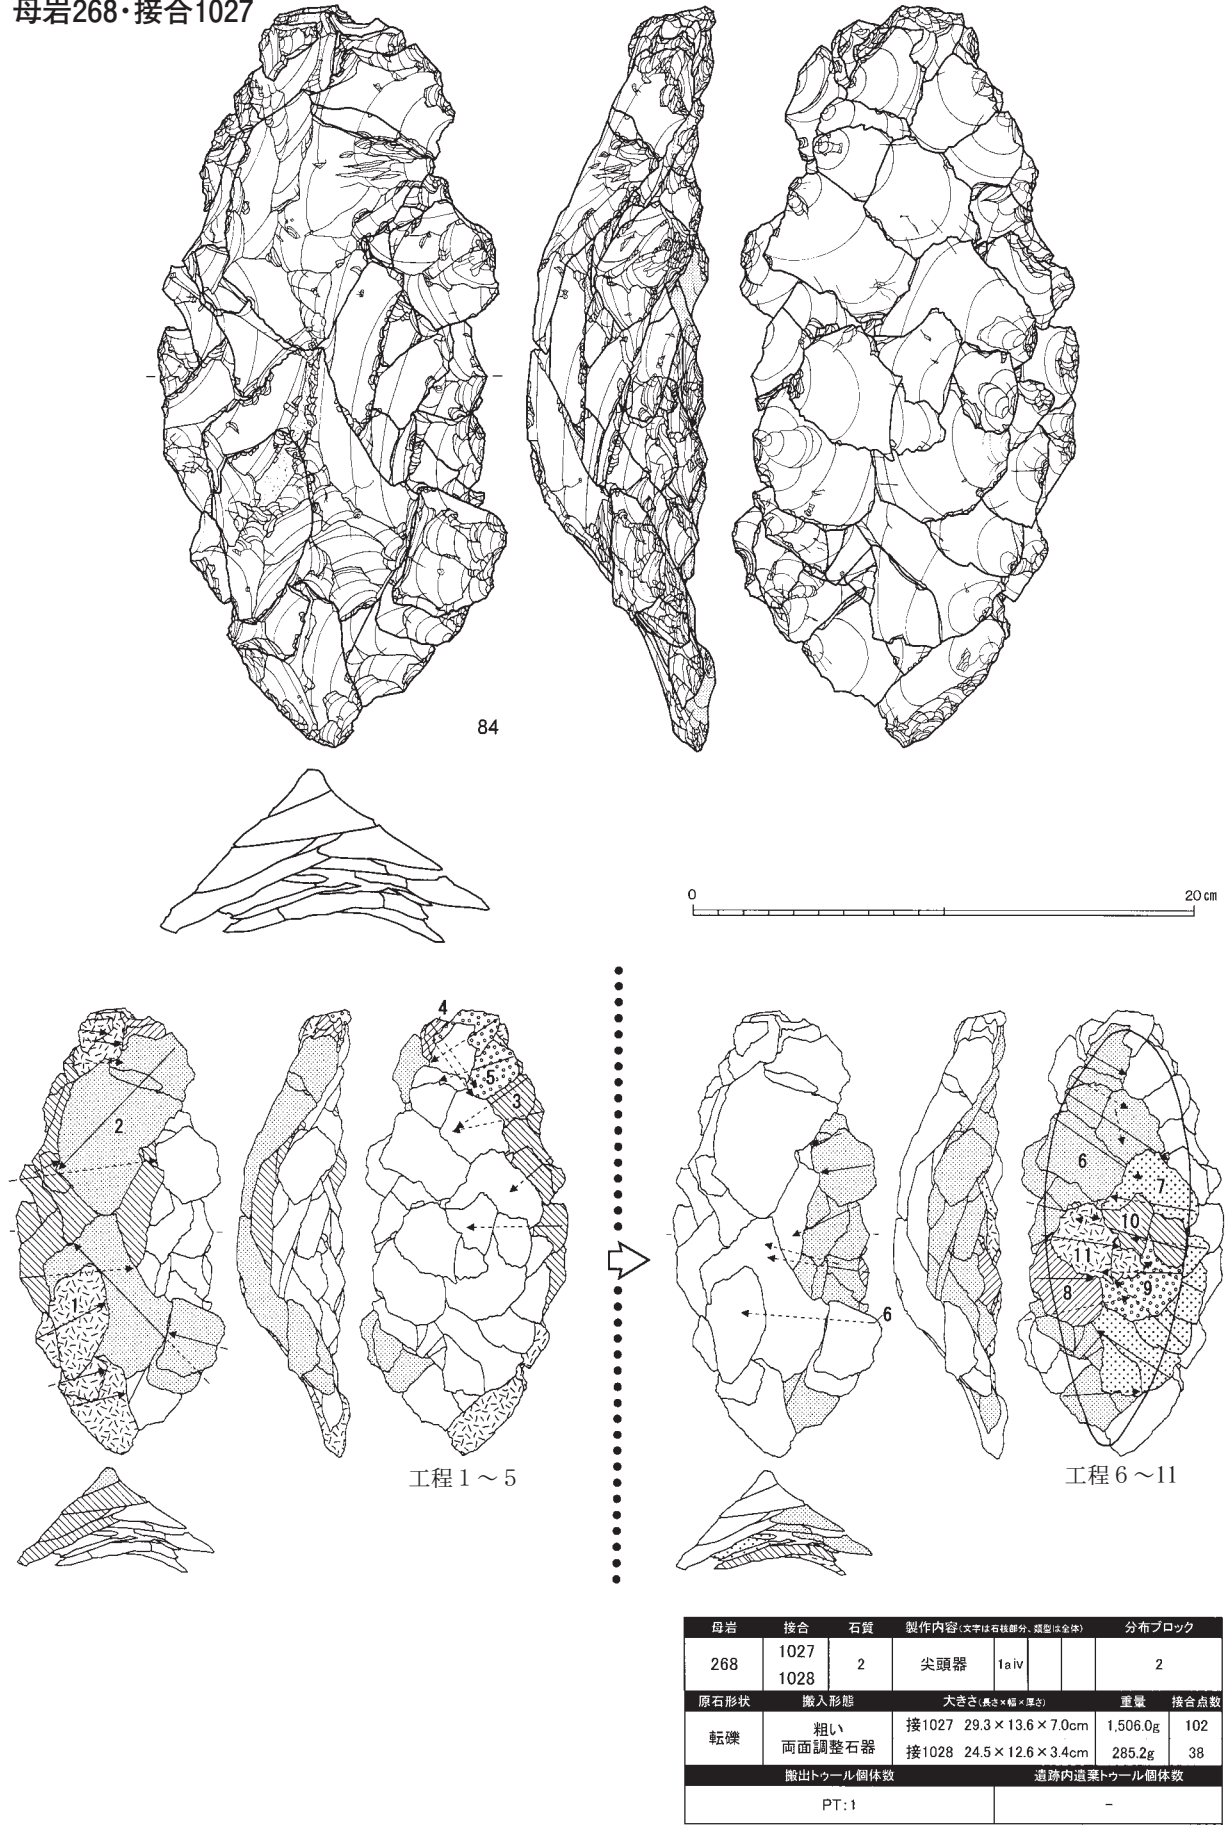 母岩268・接合1027
84
0 20cm
4
5
3
2
1
工程1～5
6
7
10
11
8
9
6
工程6～11
母岩 接合 石質 製作内容(文字は石核部分、類型は全体) 分布ブロック
268 1027 2 尖頭器 1aⅳ 2
1028
原石形状 搬入形態 大きさ(長さ×幅×厚さ) 重量 接合点数
転礫 粗い 接1027 29.3×13.6×7.0cm 1,506.0g 102
両面調整石器 接1028 24.5×12.6×3.4cm 285.2g 38
搬出トゥール個体数 遺跡内遺棄トゥール個体数
PT:1 −